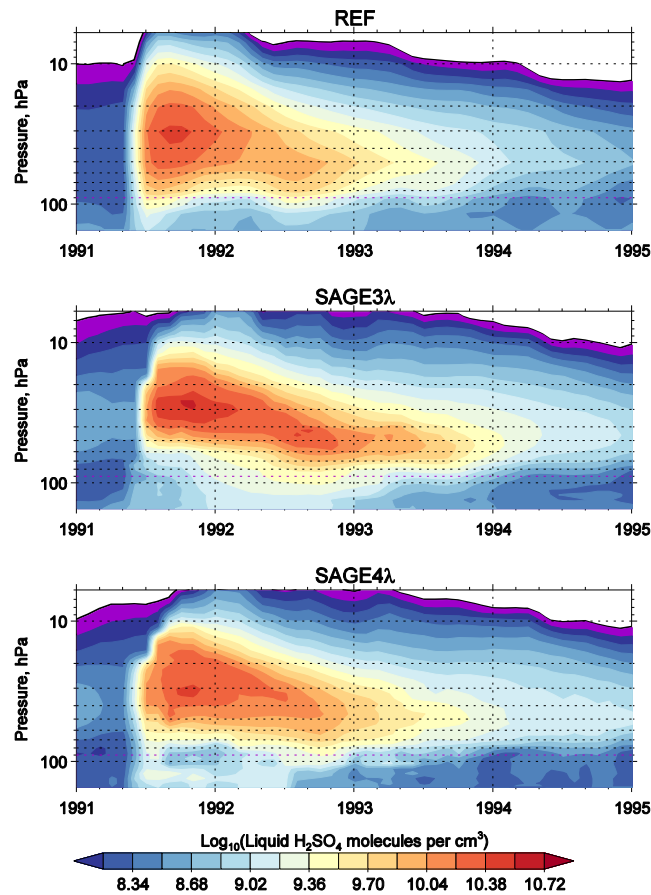 REF
10
100
Pressure, hPa
1991 1992 1993 1994 1995
SAGE3λ
10
100
Pressure, hPa
1991 1992 1993 1994 1995
SAGE4λ
10
100
Pressure, hPa
1991 1992 1993 1994 1995
Log₁₀(Liquid H₂SO₄ molecules per cm³)
8.34 8.68 9.02 9.36 9.70 10.04 10.38 10.72